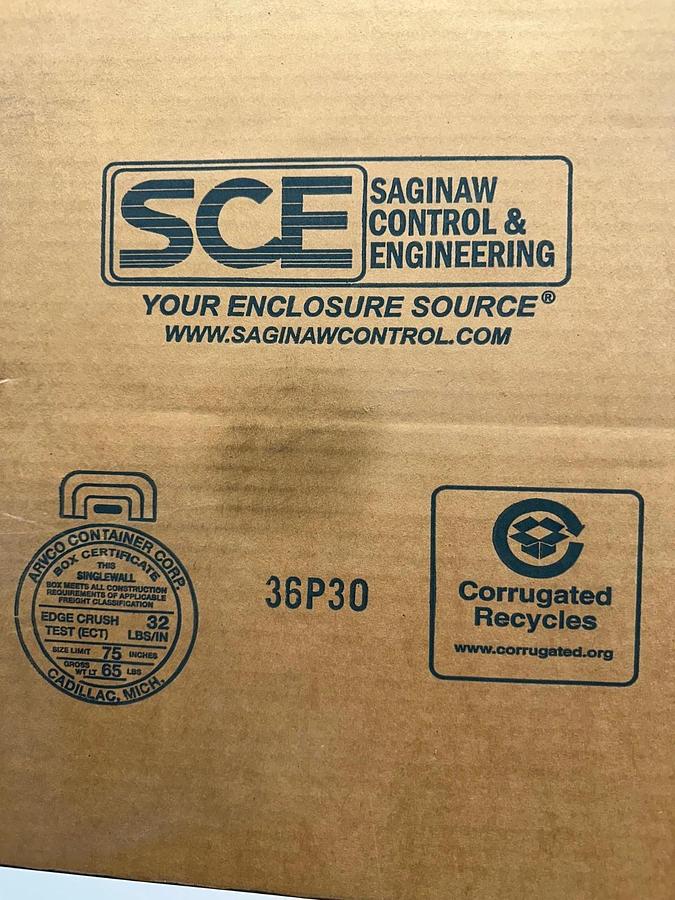 SCE
SAGINAW
CONTROL &
ENGINEERING
YOUR ENCLOSURE SOURCE®
WWW.SAGINAWCONTROL.COM
ARVCO CONTAINER CORP.
BOX CERTIFICATE
THIS
SINGLEWALL
BOX MEETS ALL CONSTRUCTION
REQUIREMENTS OF APPLICABLE
FREIGHT CLASSIFICATION
EDGE CRUSH 32
TEST (ECT) LBS/IN
SIZE LIMIT 75 INCHES
GROSS
WT LT 65 LBS
CADILLAC, MICH.
36P30
Corrugated
Recycles
www.corrugated.org